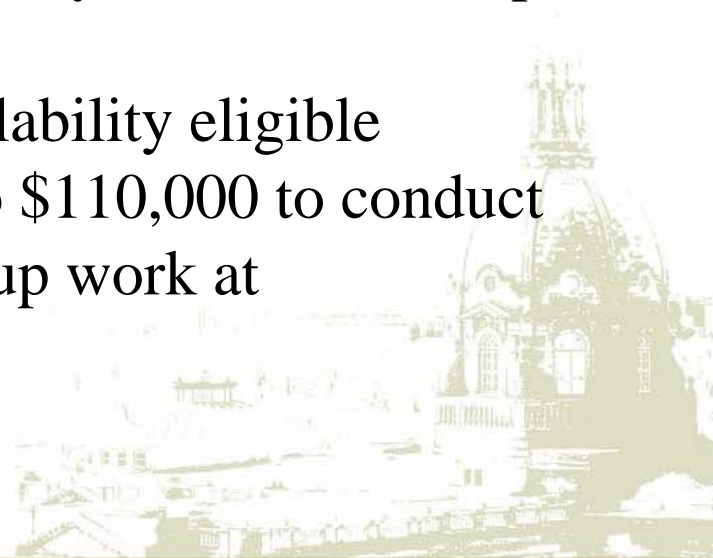 lability eligible
$110,000 to conduct
up work at